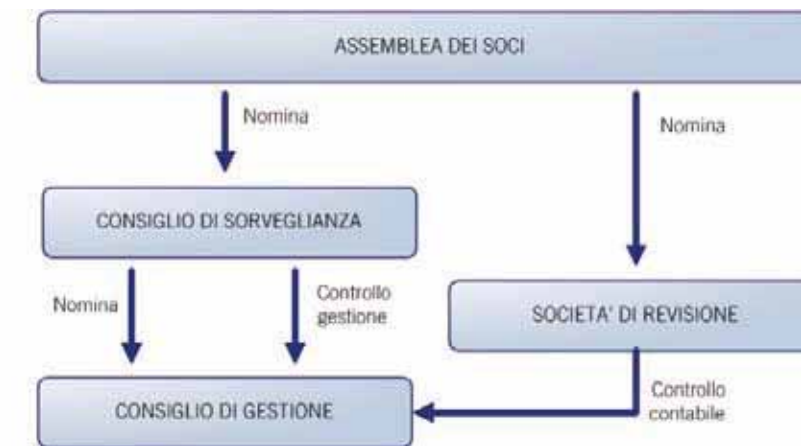 ASSEMBLEA DEI SOCI
Nomina
Nomina
CONSIGLIO DI SORVEGLIANZA
Nomina
Controllo
gestione
SOCIETA' DI REVISIONE
CONSIGLIO DI GESTIONE
Controllo
contabile